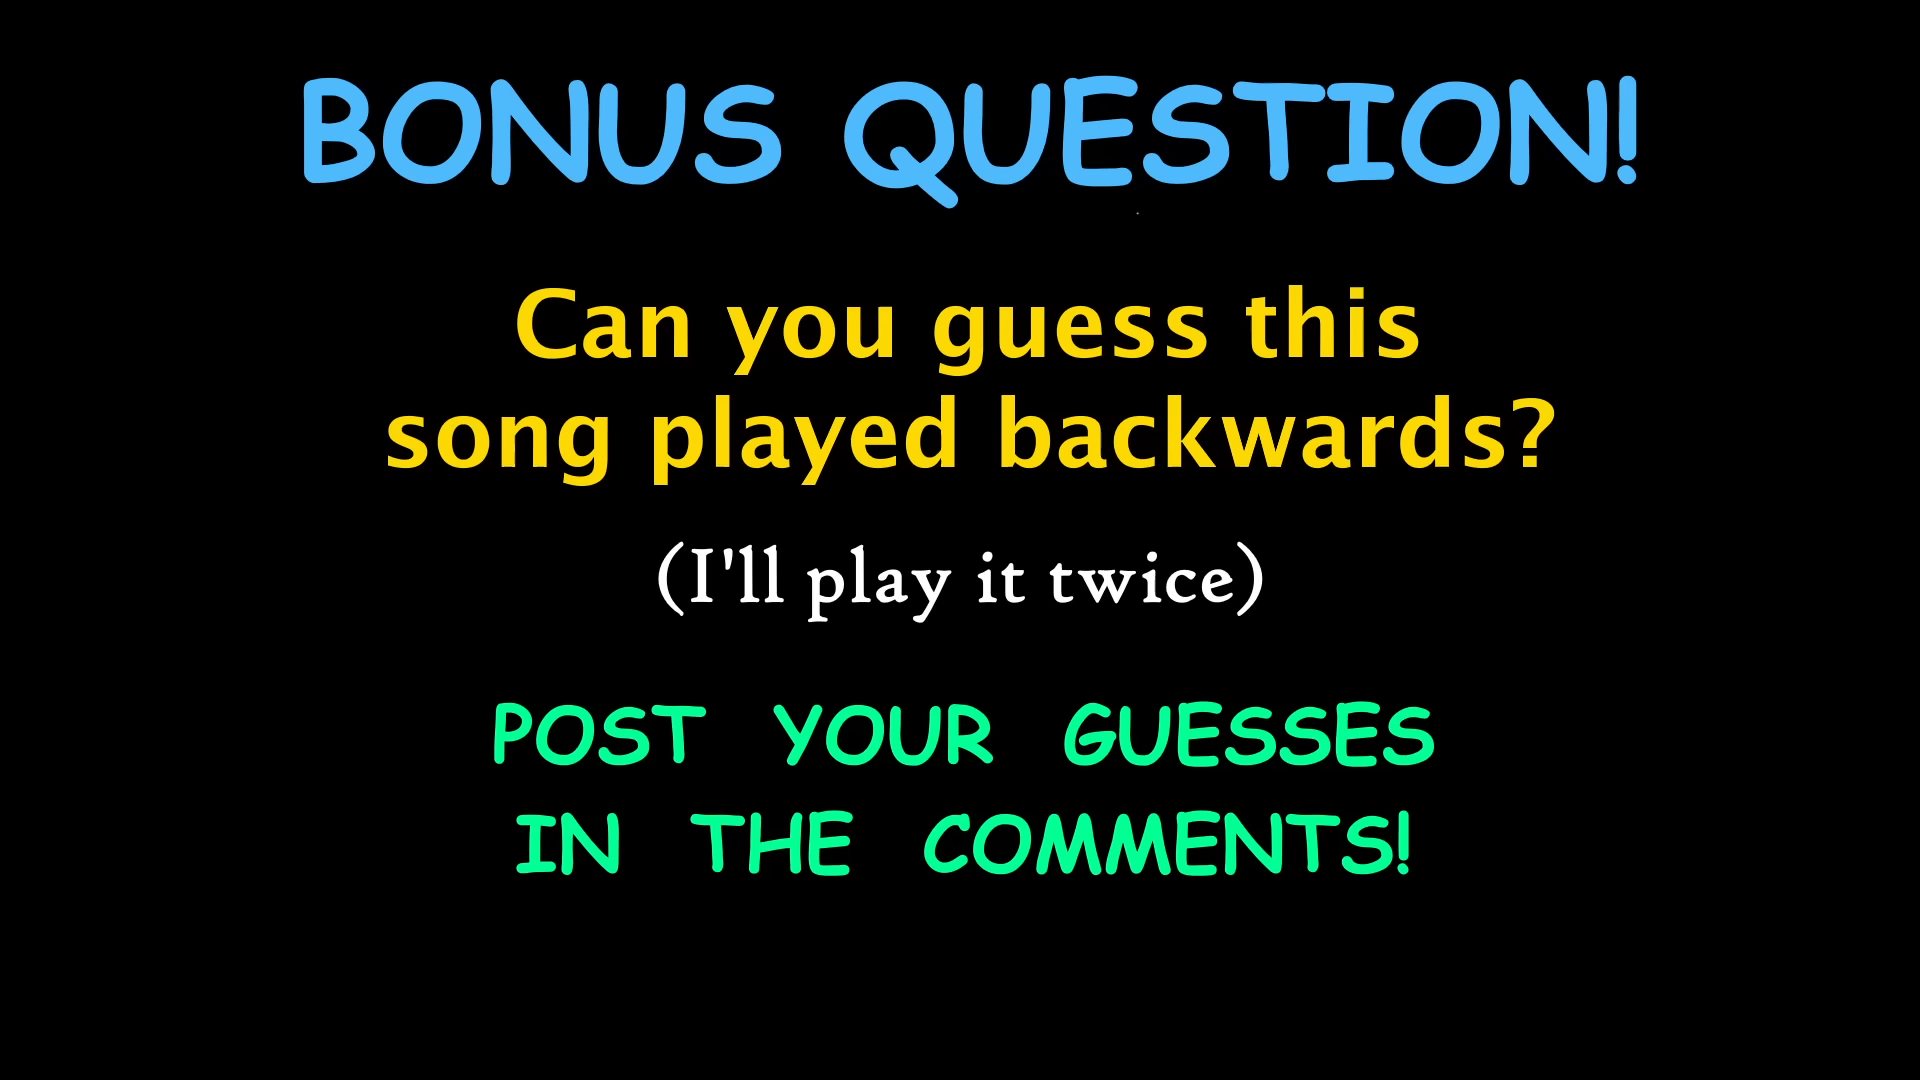 BONUS QUESTION!
Can you guess this
song played backwards?
(I'll play it twice)
POST YOUR GUESSES
IN THE COMMENTS!